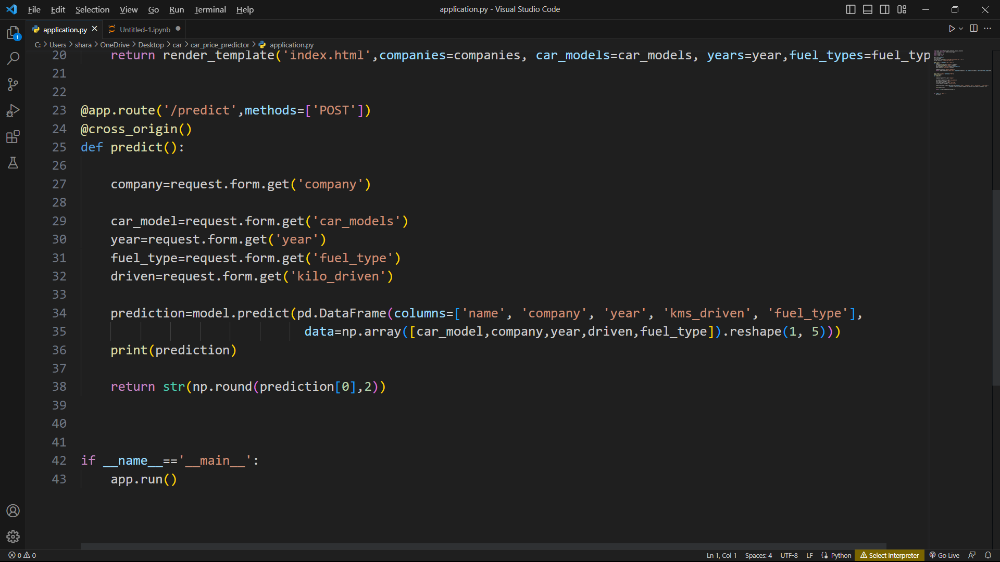 File Edit Selection View Go Run Terminal Help
application.py - Visual Studio Code
application.py Untitled-1.ipynb
C: > Users > shara > OneDrive > Desktop > car > car_price_predictor > application.py
1
20 return render_template('index.html',companies=companies, car_models=car_models, years=year,fuel_types=fuel_typ
21
22
23 @app.route('/predict',methods=['POST'])
24 @cross_origin()
25 def predict():
26
27 company=request.form.get('company')
28
29 car_model=request.form.get('car_models')
30 year=request.form.get('year')
31 fuel_type=request.form.get('fuel_type')
32 driven=request.form.get('kilo_driven')
33
34 prediction=model.predict(pd.DataFrame(columns=['name', 'company', 'year', 'kms_driven', 'fuel_type'],
35 data=np.array([car_model,company,year,driven,fuel_type]).reshape(1, 5)))
36 print(prediction)
37
38 return str(np.round(prediction[0],2))
39
40
41
42 if __name__=='__main__':
43 app.run()
0 0
Ln 1, Col 1 Spaces: 4 UTF-8 LF Python Select Interpreter Go Live